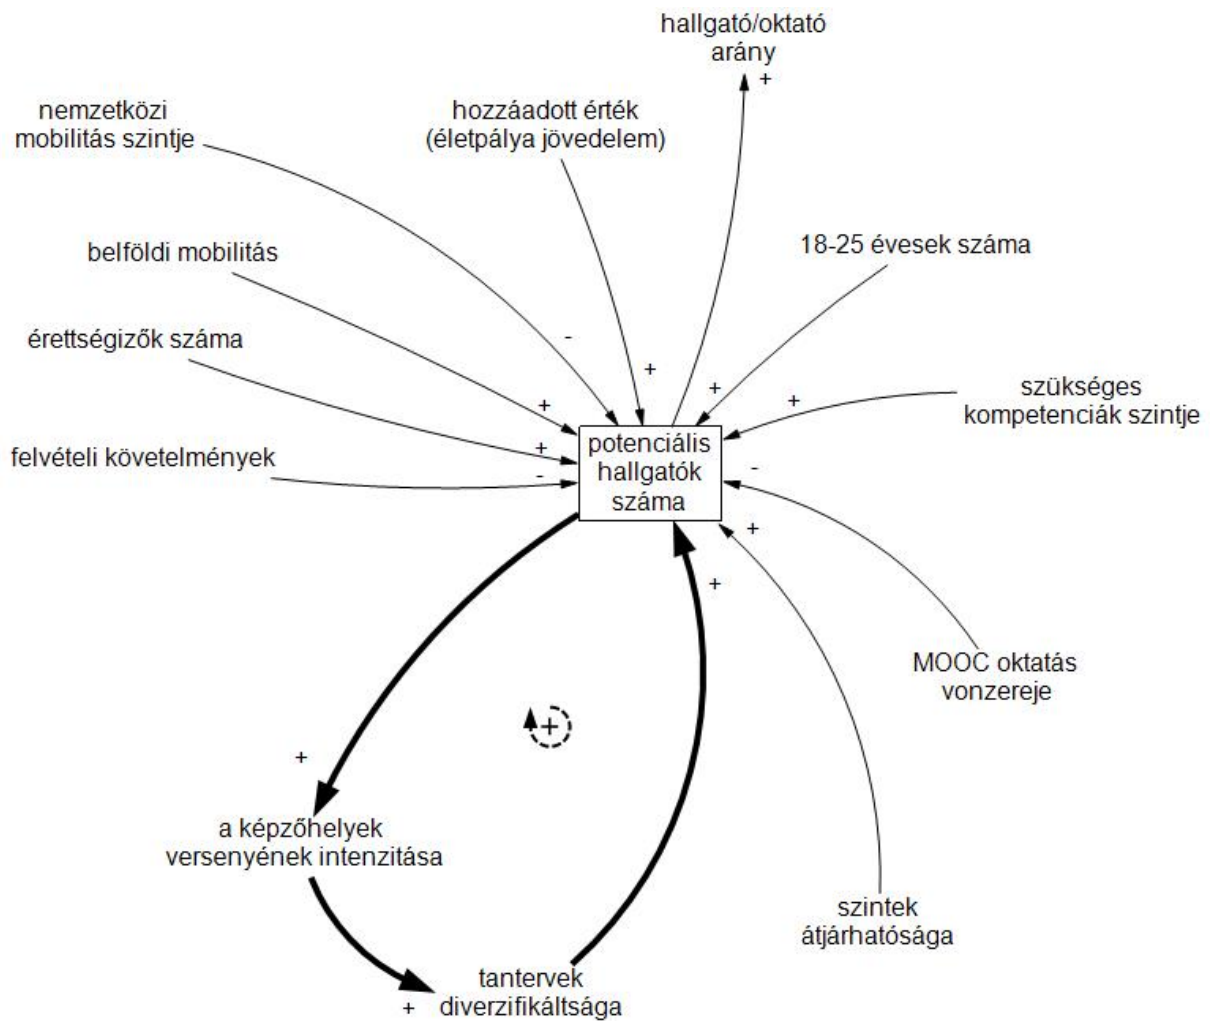 hallgató/oktató
arány
+
nemzetközi
mobilitás szintje
hozzáadott érték
(életpálya jövedelem)
18-25 évesek száma
belföldi mobilitás
érettségizők száma
-
+
+
+
szükséges
kompetenciák szintje
+
felvételi követelmények
+
-
potenciális
hallgatók
száma
-
+
+
MOOC oktatás
vonzereje
+
+
a képzőhelyek
versenyének intenzitása
szintek
átjárhatósága
tantervek
diverzifikáltsága
+